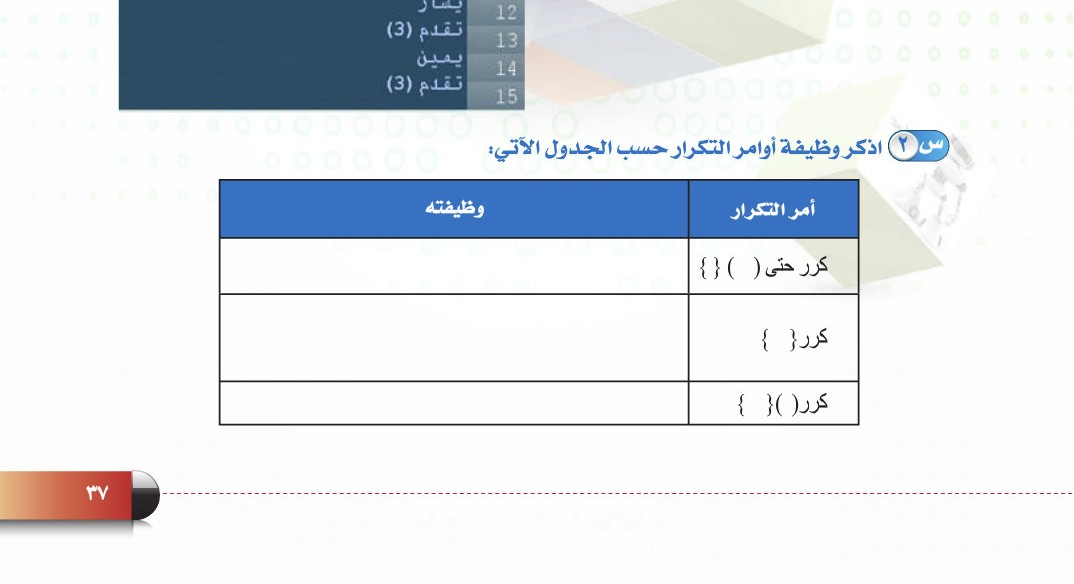 12 يسار
13 تقدم (3)
14 يمين
15 تقدم (3)
س٢ اذكر وظيفة أوامر التكرار حسب الجدول الآتي:
أمر التكرار وظيفته
كرر حتى ( ) { }
كرر{ }
كرر( ){ }
٣٧